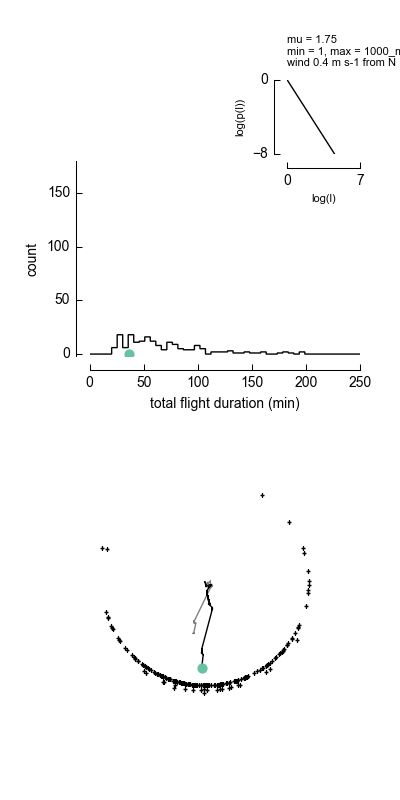 mu = 1.75
min = 1, max = 1000_m
wind 0.4 m s-1 from N
log(p(l))
0
−8
0 7
log(l)
count
150
100
50
0
0 50 100 150 200 250
total flight duration (min)